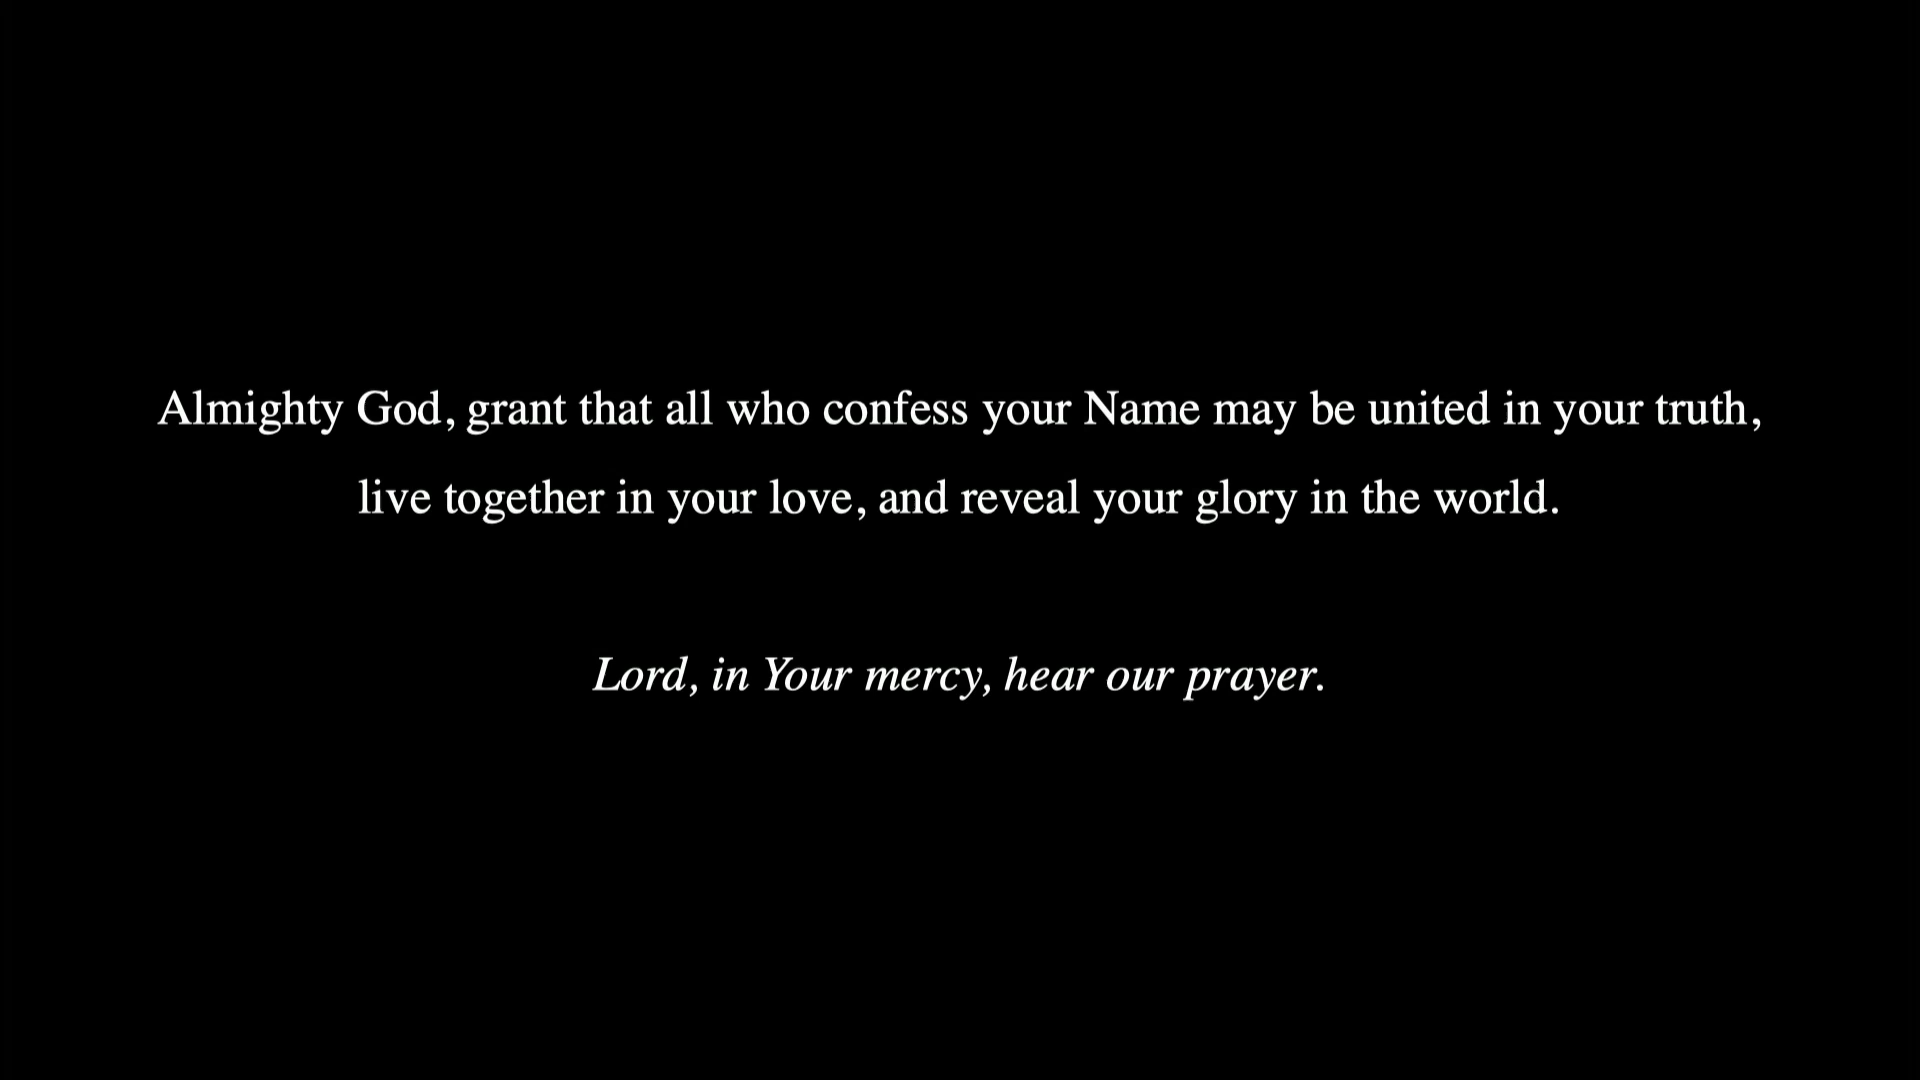 Almighty God, grant that all who confess your Name may be united in your truth,
live together in your love, and reveal your glory in the world.
Lord, in Your mercy, hear our prayer.